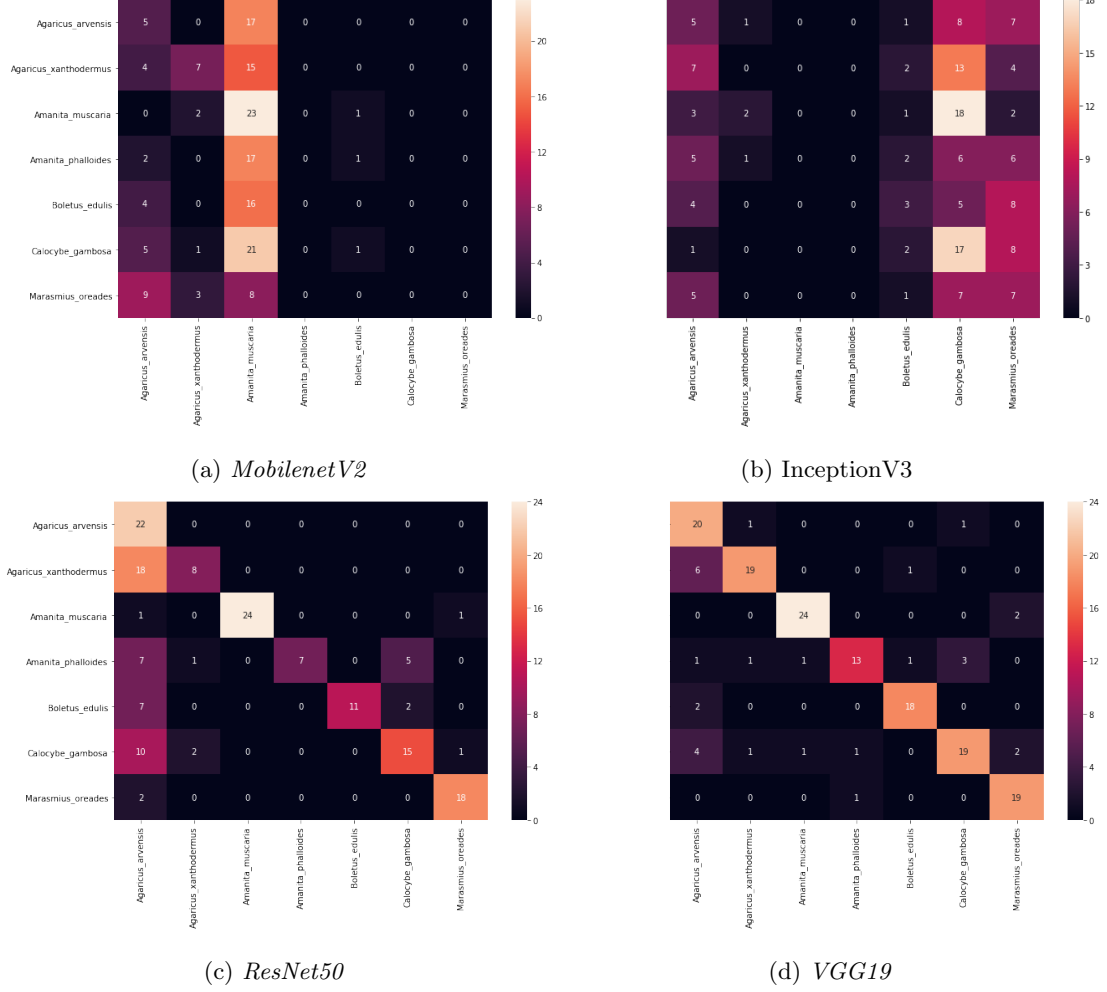 Agaricus_arvensis 5 0 17 0 0 0 0
Agaricus_xanthodermus 4 7 15 0 0 0 0
Amanita_muscaria 0 2 23 0 1 0 0
Amanita_phalloides 2 0 17 0 1 0 0
Boletus_edulis 4 0 16 0 0 0 0
Calocybe_gambosa 5 1 21 0 1 0 0
Marasmius_oreades 9 3 8 0 0 0 0
Agaricus_arvensis
Agaricus_xanthodermus
Amanita_muscaria
Amanita_phalloides
Boletus_edulis
Calocybe_gambosa
Marasmius_oreades
20
16
12
8
4
0
(a) MobilenetV2
5 1 0 0 1 8 7
7 0 0 0 2 13 4
3 2 0 0 1 18 2
5 1 0 0 2 6 6
4 0 0 0 3 5 8
1 0 0 0 2 17 8
5 0 0 0 1 7 7
Agaricus_arvensis
Agaricus_xanthodermus
Amanita_muscaria
Amanita_phalloides
Boletus_edulis
Calocybe_gambosa
Marasmius_oreades
18
15
12
9
6
3
0
(b) InceptionV3
Agaricus_arvensis 22 0 0 0 0 0 0
Agaricus_xanthodermus 18 8 0 0 0 0 0
Amanita_muscaria 1 0 24 0 0 0 1
Amanita_phalloides 7 1 0 7 0 5 0
Boletus_edulis 7 0 0 0 11 2 0
Calocybe_gambosa 10 2 0 0 0 15 1
Marasmius_oreades 2 0 0 0 0 0 18
Agaricus_arvensis
Agaricus_xanthodermus
Amanita_muscaria
Amanita_phalloides
Boletus_edulis
Calocybe_gambosa
Marasmius_oreades
24
20
16
12
8
4
0
(c) ResNet50
20 1 0 0 0 1 0
6 19 0 0 1 0 0
0 0 24 0 0 0 2
1 1 1 13 1 3 0
2 0 0 0 18 0 0
4 1 1 1 0 19 2
0 0 0 1 0 0 19
Agaricus_arvensis
Agaricus_xanthodermus
Amanita_muscaria
Amanita_phalloides
Boletus_edulis
Calocybe_gambosa
Marasmius_oreades
24
20
16
12
8
4
0
(d) VGG19